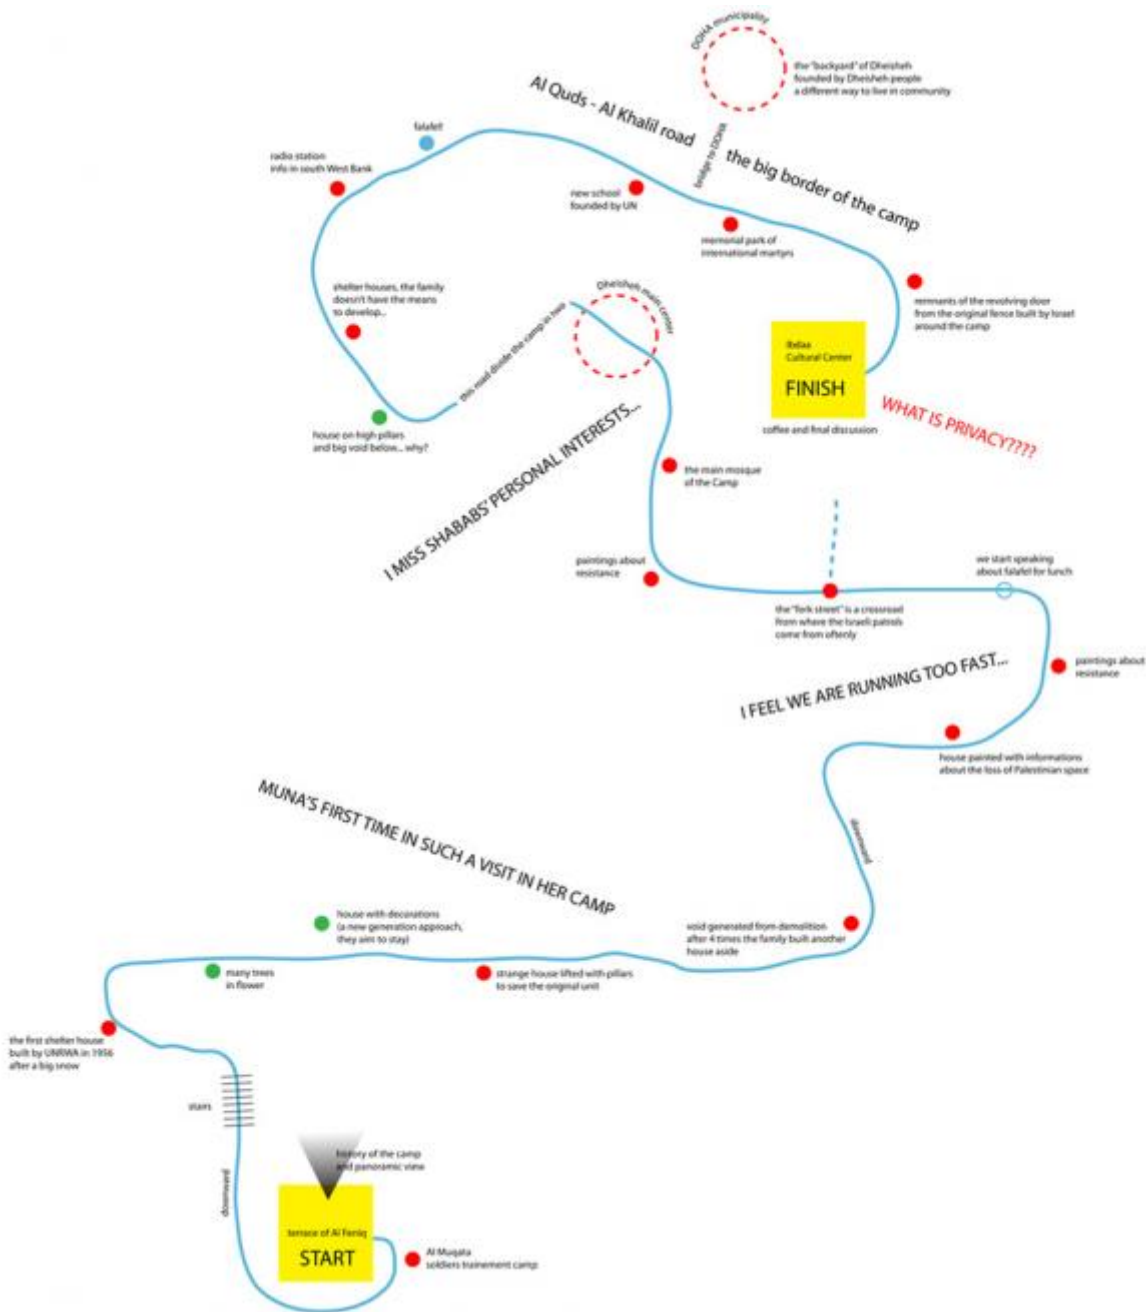 DOHA municipality
the "backyard" of Dheisheh
founded by Dheisheh people
a different way to live in community
Al Quds - Al Khalil road
the big border of the camp
bridge to DOHA
falafel!
radio station
info in south West Bank
new school
founded by UN
memorial park of
international martyrs
shelter houses, the family
doesn't have the means
to develop...
Dheisheh main center
this road divide the camp in two
remnants of the revolving door
from the original fence built by Israel
around the camp
Ibdaa
Cultural Center
FINISH
coffee and final discussion
WHAT IS PRIVACY????
house on high pillars
and big void below... why?
I MISS SHABABS' PERSONAL INTERESTS...
the main mosque
of the Camp
paintings about
resistance
we start speaking
about falafel for lunch
the "fork street" is a crossroad
from where the Israeli patrols
come from oftenly
paintings about
resistance
I FEEL WE ARE RUNNING TOO FAST...
house painted with informations
about the loss of Palestinian space
downward
MUNA'S FIRST TIME IN SUCH A VISIT IN HER CAMP
house with decorations
(a new generation approach,
they aim to stay)
void generated from demolition
after 4 times the family built another
house aside
many trees
in flower
strange house lifted with pillars
to save the original unit
the first shelter house
built by UNRWA in 1956
after a big snow
stairs
downward
history of the camp
and panoramic view
terrace of Al Feniq
START
Al Muqata
soldiers trainement camp